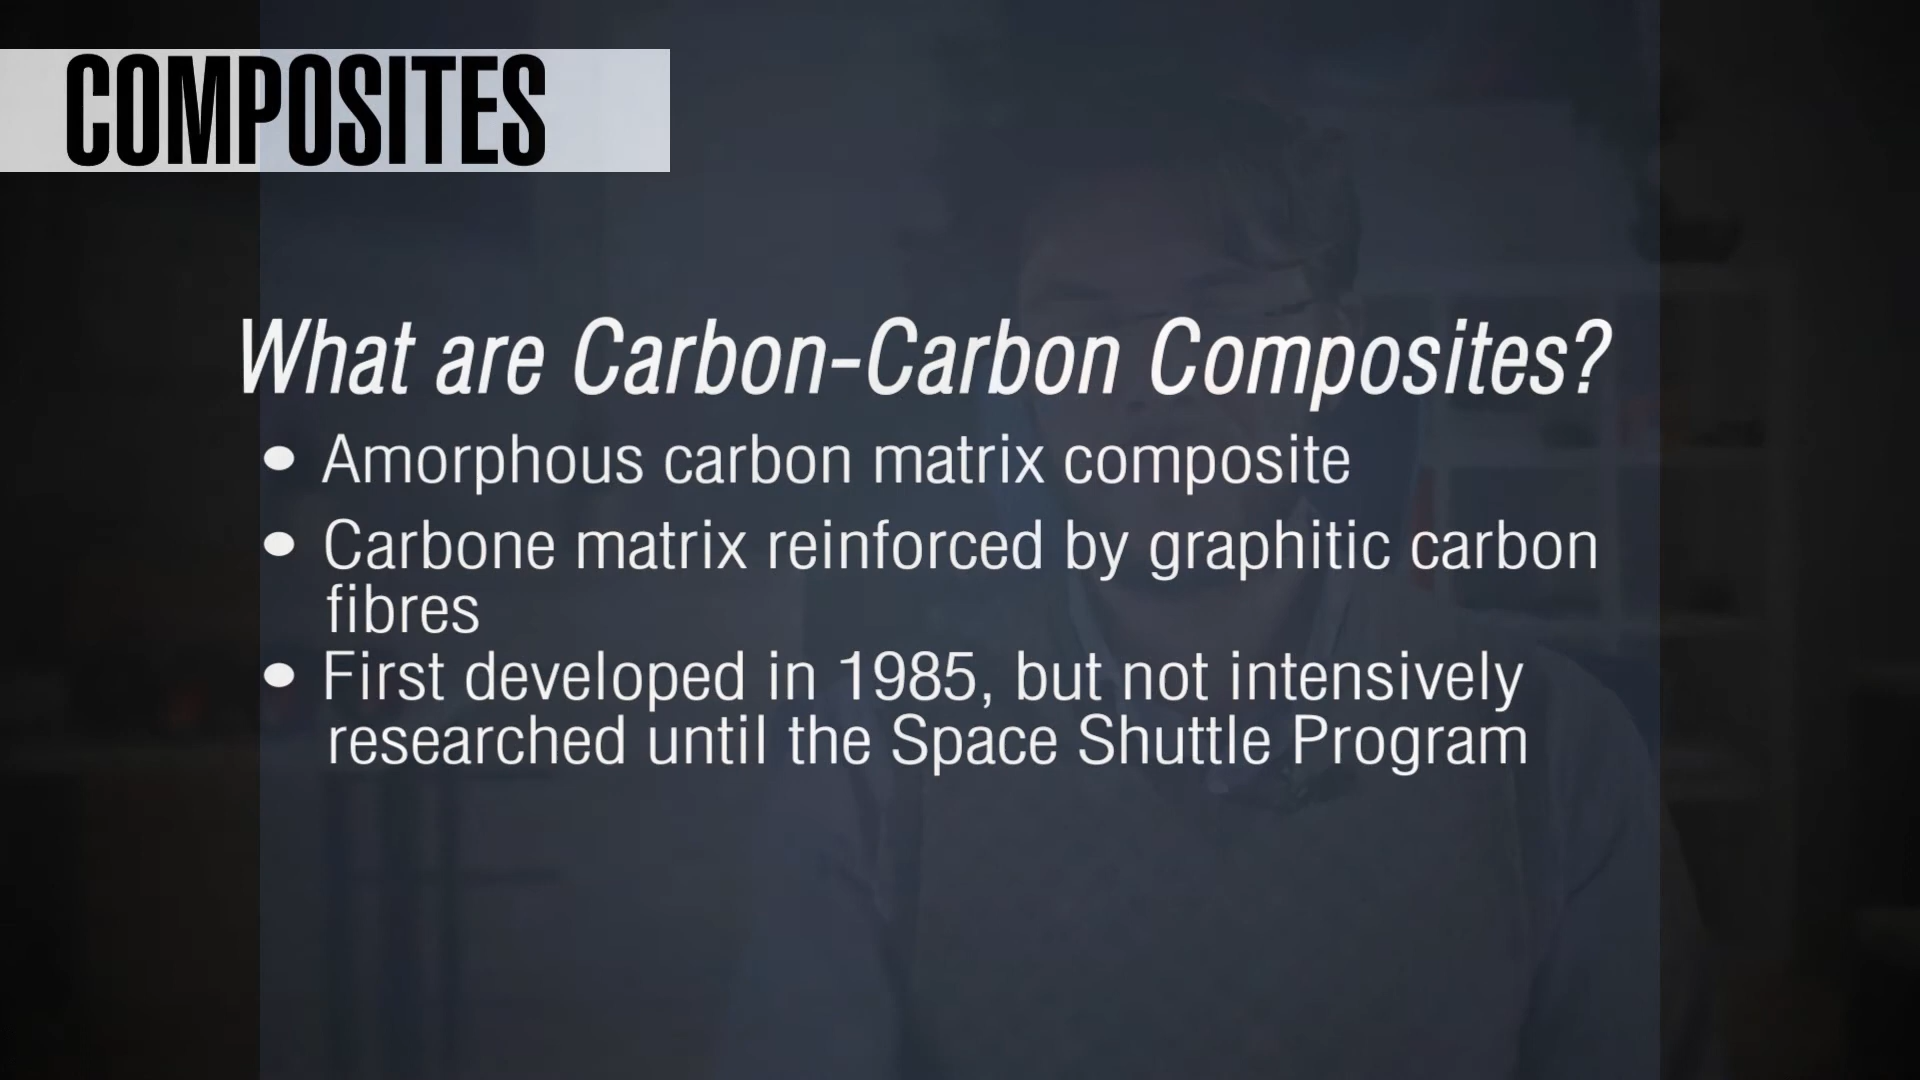 COMPOSITES
What are Carbon-Carbon Composites?
• Amorphous carbon matrix composite
• Carbone matrix reinforced by graphitic carbon
fibres
• First developed in 1985, but not intensively
researched until the Space Shuttle Program